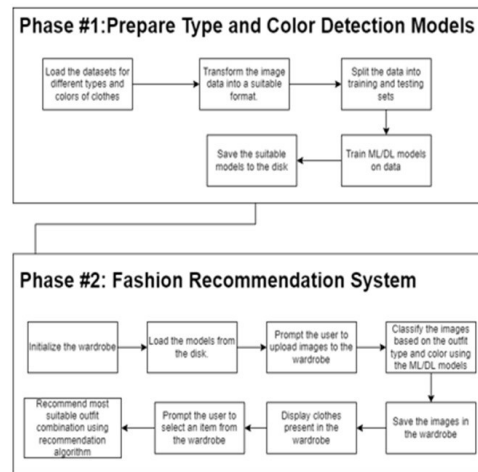 Phase #1:Prepare Type and Color Detection Models
Load the datasets for
different types and
colors of clothes
Transform the image
data into a suitable
format.
Split the data into
training and testing
sets
Train ML/DL models
on data
Save the suitable
models to the disk
Phase #2: Fashion Recommendation System
Initialize the wardrobe
Load the models from
the disk.
Prompt the user to
upload images to the
wardrobe
Classify the images
based on the outfit
type and color using
the ML/DL models
Save the images in
the wardrobe
Display clothes
present in the
wardrobe
Prompt the user to
select an item from
the wardrobe
Recommend most
suitable outfit
combination using
recommendation
algorithm